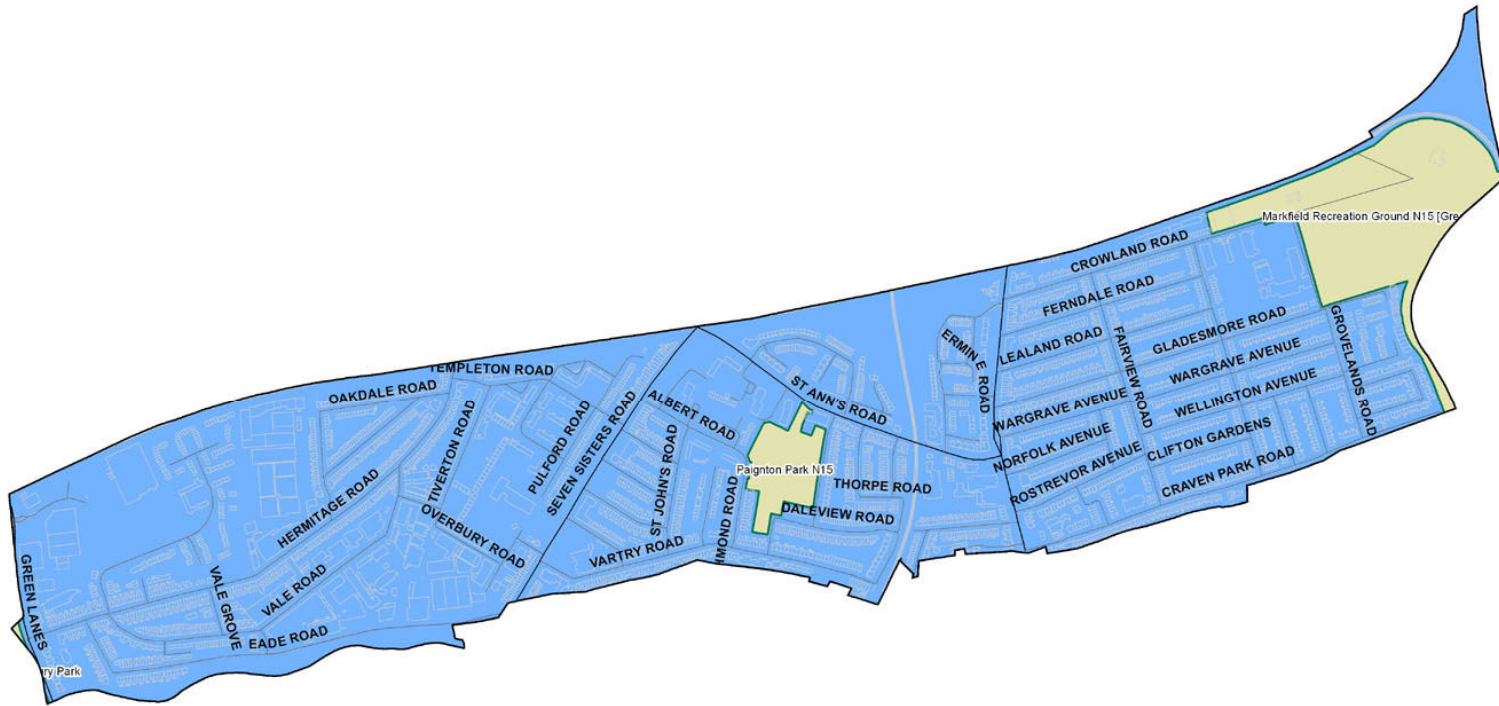 Markfield Recreation Ground N15 [Gre
CROWLAND ROAD
FERNDALE ROAD
LEALAND ROAD
FAIRVIEW ROAD
GLADESMORE ROAD
GROVELANDS ROAD
WARGRAVE AVENUE
WELLINGTON AVENUE
WARGRAVE AVENUE
NORFOLK AVENUE
ROSTREVOR AVENUE
CLIFTON GARDENS
CRAVEN PARK ROAD
ERMIN E ROAD
ST ANN'S ROAD
TEMPLETON ROAD
OAKDALE ROAD
ALBERT ROAD
PULFORD ROAD
SEVEN SISTERS ROAD
TIVERTON ROAD
ST JOHN'S ROAD
Paignton Park N15
THORPE ROAD
DALEVIEW ROAD
HMOND ROAD
VARTRY ROAD
OVERBURY ROAD
HERMITAGE ROAD
VALE ROAD
VALE GROVE
GREEN LANES
EADE ROAD
ry Park